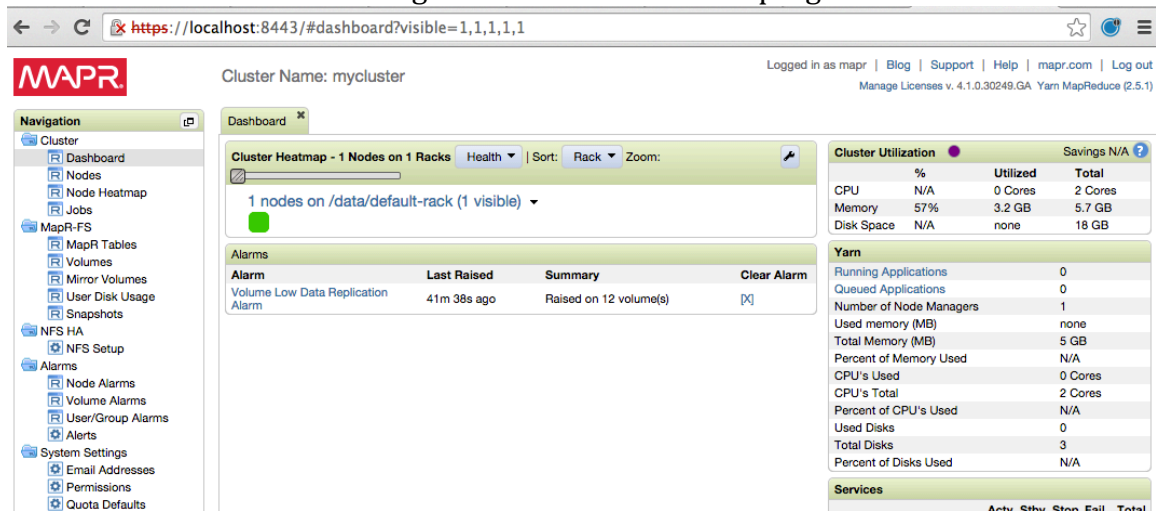 https://localhost:8443/#dashboard?visible=1,1,1,1,1
MAPR.
Cluster Name: mycluster
Logged in as mapr | Blog | Support | Help | mapr.com | Log out
Manage Licenses v. 4.1.0.30249.GA Yarn MapReduce (2.5.1)
Navigation
Cluster
Dashboard
Nodes
Node Heatmap
Jobs
MapR-FS
MapR Tables
Volumes
Mirror Volumes
User Disk Usage
Snapshots
NFS HA
NFS Setup
Alarms
Node Alarms
Volume Alarms
User/Group Alarms
Alerts
System Settings
Email Addresses
Permissions
Quota Defaults
Dashboard
Cluster Heatmap - 1 Nodes on 1 Racks Health | Sort: Rack Zoom:
1 nodes on /data/default-rack (1 visible)
Alarms
Alarm Last Raised Summary Clear Alarm
Volume Low Data Replication
Alarm 41m 38s ago Raised on 12 volume(s) [X]
Cluster Utilization Savings N/A ?
% Utilized Total
CPU N/A 0 Cores 2 Cores
Memory 57% 3.2 GB 5.7 GB
Disk Space N/A none 18 GB
Yarn
Running Applications 0
Queued Applications 0
Number of Node Managers 1
Used memory (MB) none
Total Memory (MB) 5 GB
Percent of Memory Used N/A
CPU's Used 0 Cores
CPU's Total 2 Cores
Percent of CPU's Used N/A
Used Disks 0
Total Disks 3
Percent of Disks Used N/A
Services
Actv Stby Stop Fail Total